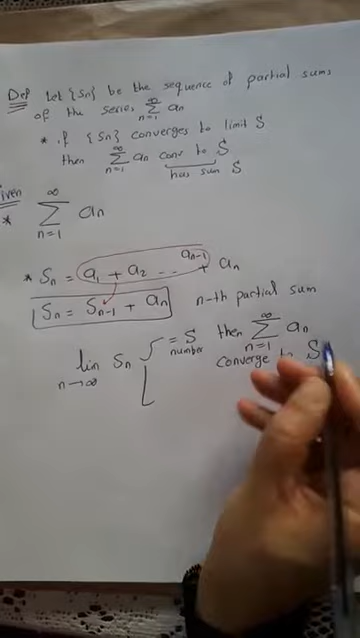 Def let {Sn} be the sequence of partial sums
of the series ∞ Σ n=1 an
* if {Sn} converges to limit S
then ∞ Σ n=1 an conv to S
has sum S
iven
* ∞ Σ n=1 an
* Sn = a1 + a2 ... an-1 + an
Sn = Sn-1 + an n-th partial sum
lim n→∞ Sn = S number then ∞ Σ n=1 an
converge to S